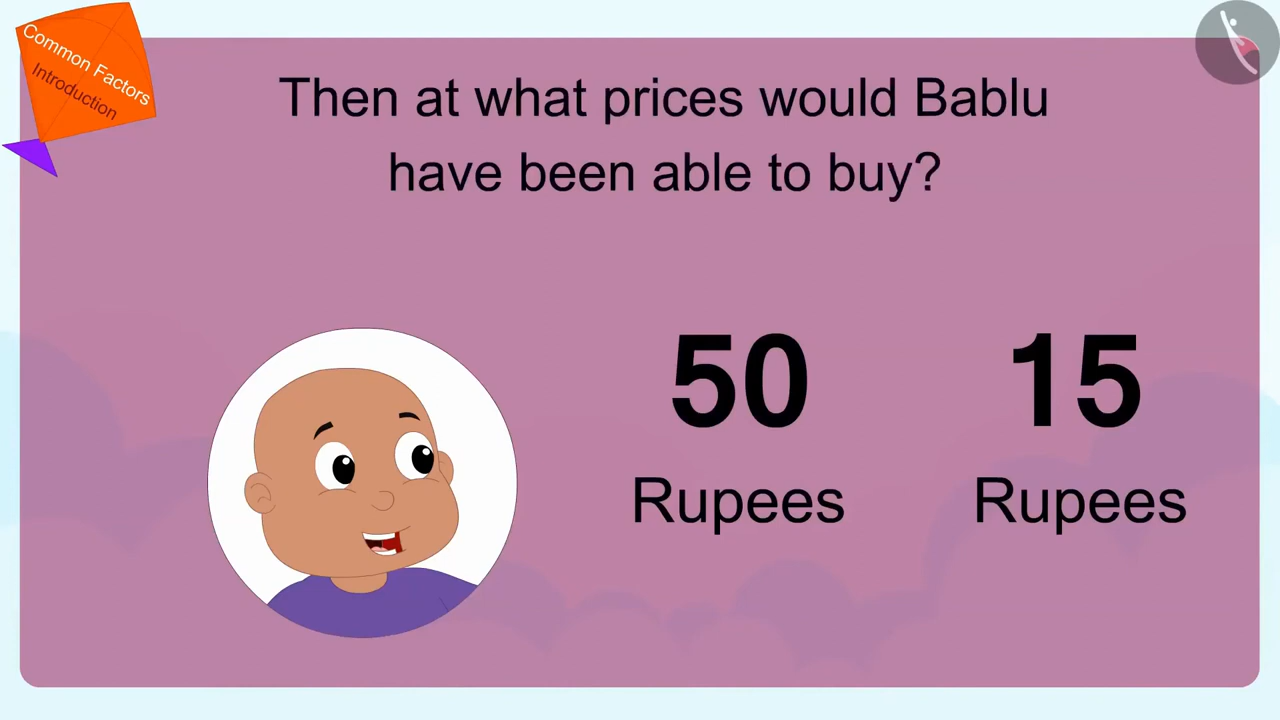 Common Factors
Introduction
Then at what prices would Bablu
have been able to buy?
50 15
Rupees Rupees